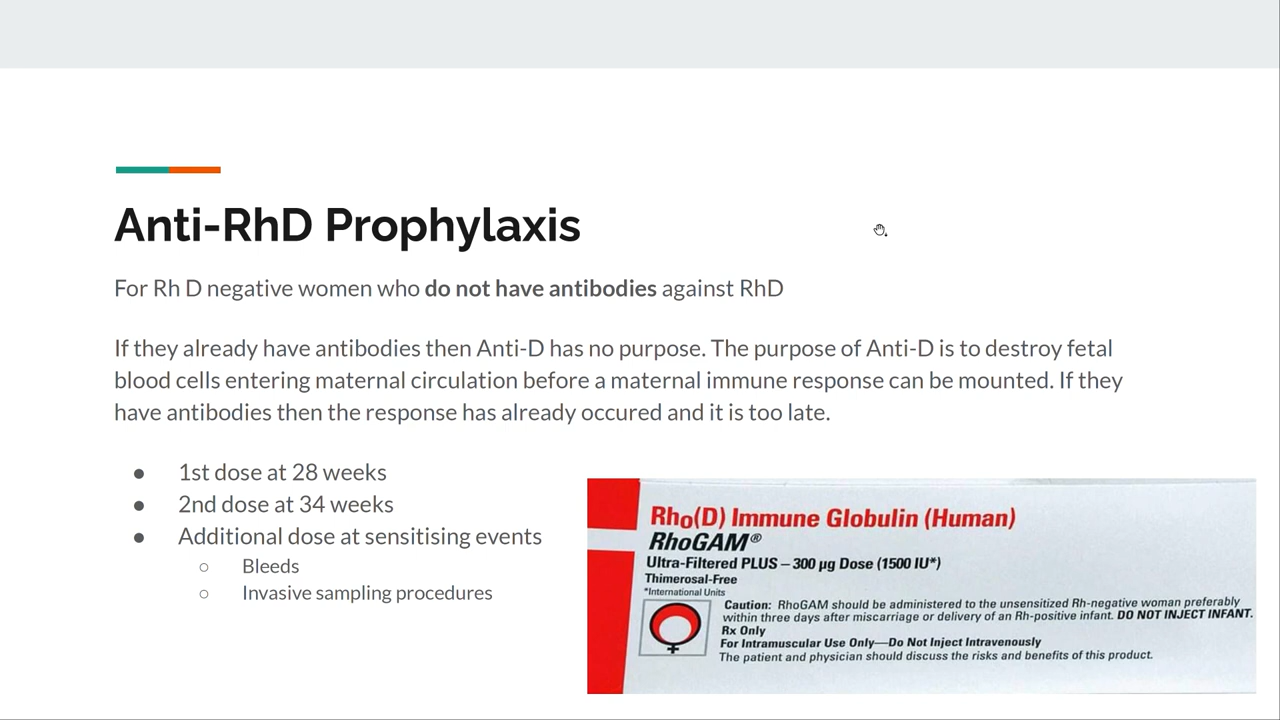 Anti-RhD Prophylaxis
For Rh D negative women who do not have antibodies against RhD
If they already have antibodies then Anti-D has no purpose. The purpose of Anti-D is to destroy fetal
blood cells entering maternal circulation before a maternal immune response can be mounted. If they
have antibodies then the response has already occured and it is too late.
● 1st dose at 28 weeks
● 2nd dose at 34 weeks
● Additional dose at sensitising events
○ Bleeds
○ Invasive sampling procedures
Rho(D) Immune Globulin (Human)
RhoGAM®
Ultra-Filtered PLUS – 300 µg Dose (1500 IU*)
Thimerosal-Free
*International Units
Caution: RhoGAM should be administered to the unsensitized Rh-negative woman preferably
within three days after miscarriage or delivery of an Rh-positive infant. DO NOT INJECT INFANT.
Rx Only
For Intramuscular Use Only—Do Not Inject Intravenously
The patient and physician should discuss the risks and benefits of this product.